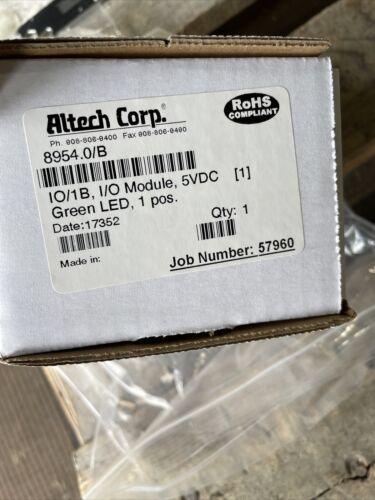 Altech Corp.®
RoHS
COMPLIANT
Ph. 908-806-9400 Fax 908-806-9490
8954.0/B
IO/1B, I/O Module, 5VDC [1]
Green LED, 1 pos.
Date:17352
Qty: 1
Made in:
Job Number: 57960